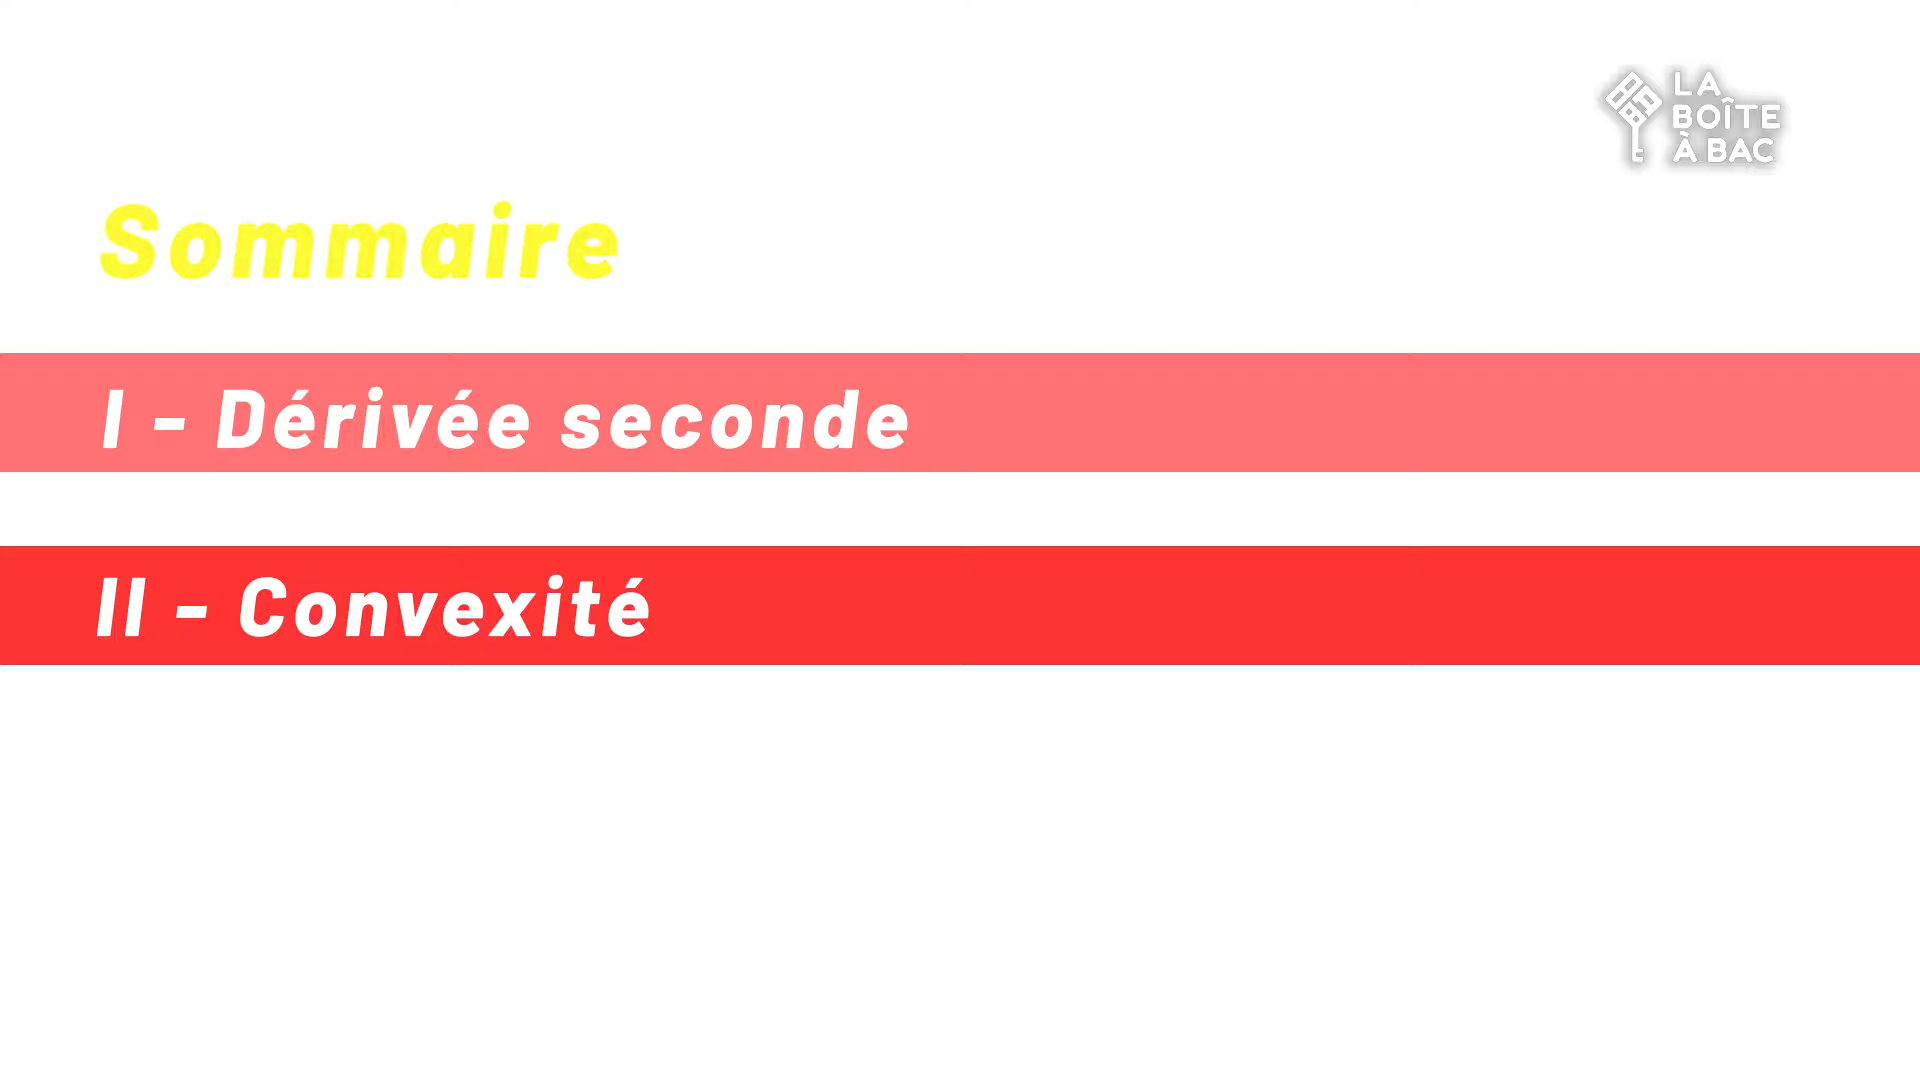 LA
BOÎTE
À BAC
Sommaire
I - Dérivée seconde
II - Convexité